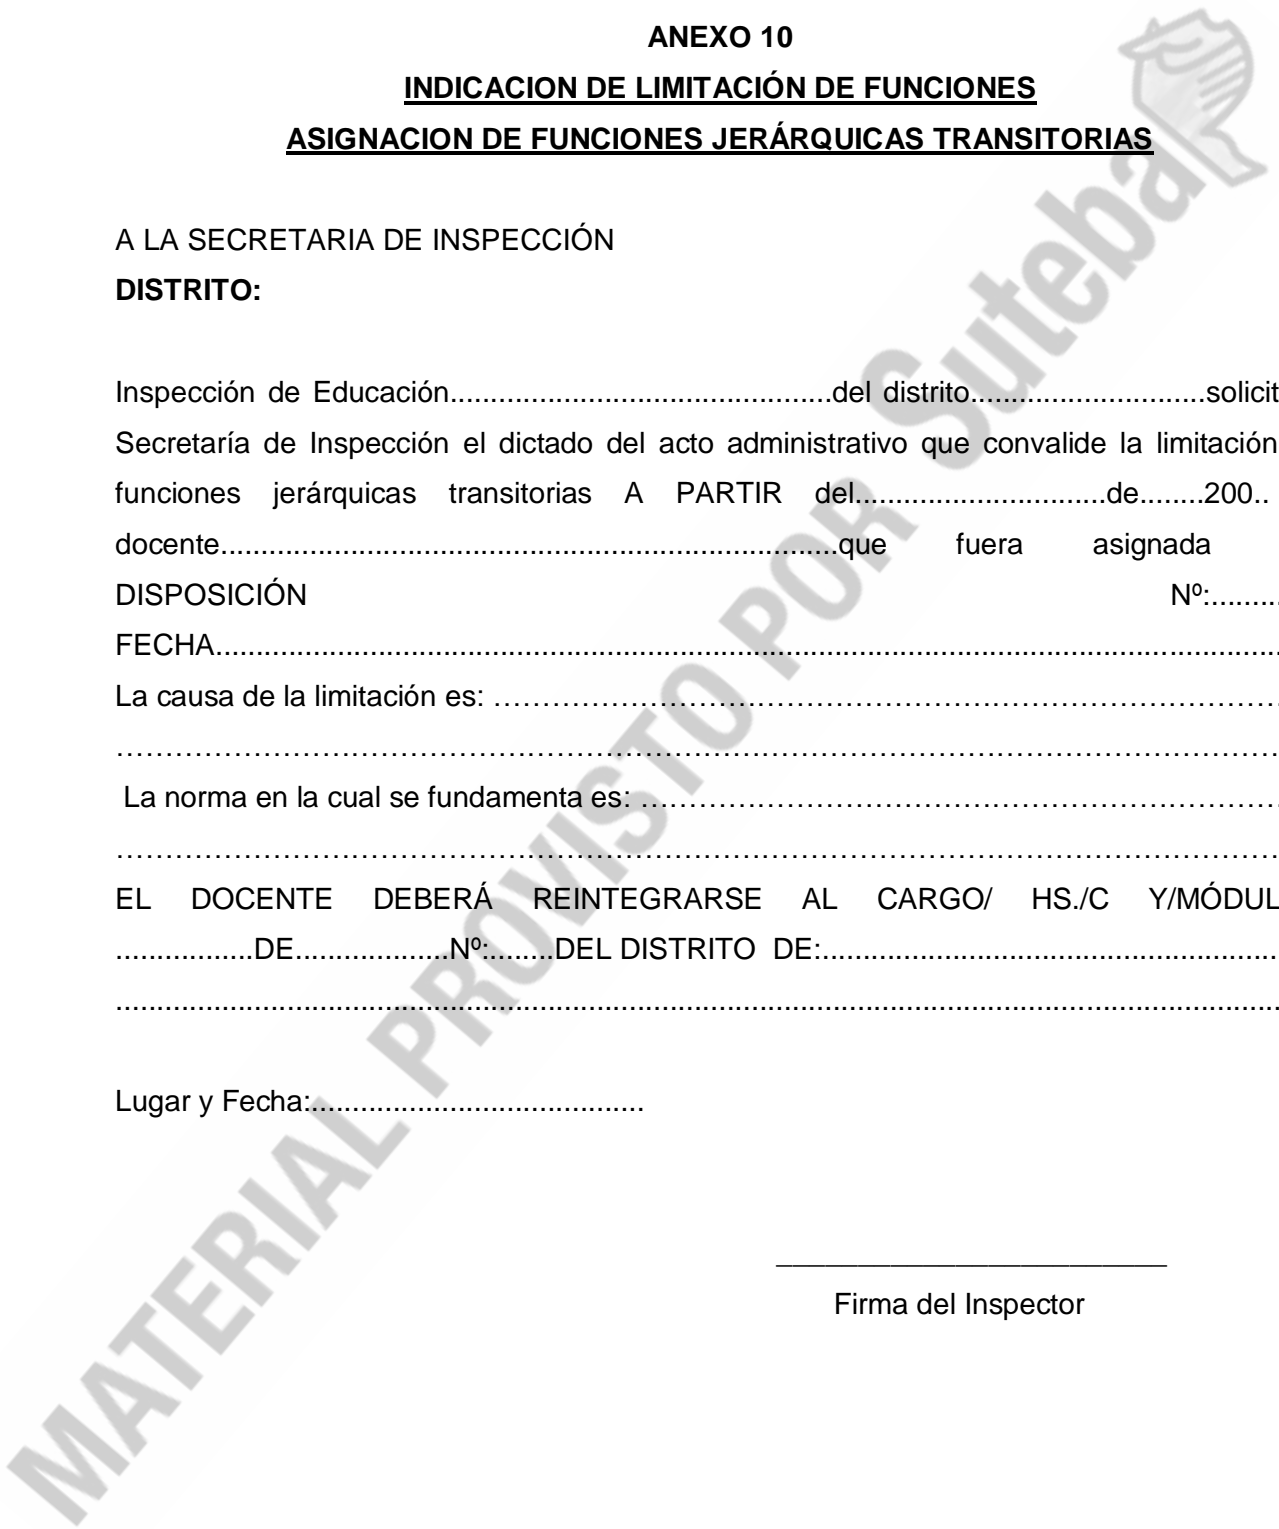 ANEXO 10
INDICACION DE LIMITACIÓN DE FUNCIONES
ASIGNACION DE FUNCIONES JERÁRQUICAS TRANSITORIAS
A LA SECRETARIA DE INSPECCIÓN
DISTRITO:
Inspección de Educación...............................................del distrito.............................solicit
Secretaría de Inspección el dictado del acto administrativo que convalide la limitación
funciones jerárquicas transitorias A PARTIR del...............................de........200..
docente............................................................................que fuera asignada
DISPOSICIÓN Nº:.........
FECHA....................................................................................................................................
La causa de la limitación es: ………………………………………………………………………
…………………………………………………………………………………………………………
La norma en la cual se fundamenta es: …………………………………………………………
…………………………………………………………………………………………………………
EL DOCENTE DEBERÁ REINTEGRARSE AL CARGO/ HS./C Y/MÓDUL
.................DE...................Nº:........DEL DISTRITO DE:........................................................
................................................................................................................................................
Lugar y Fecha:.........................................
________________________
Firma del Inspector
MATERIAL PROVISTO POR Suteba